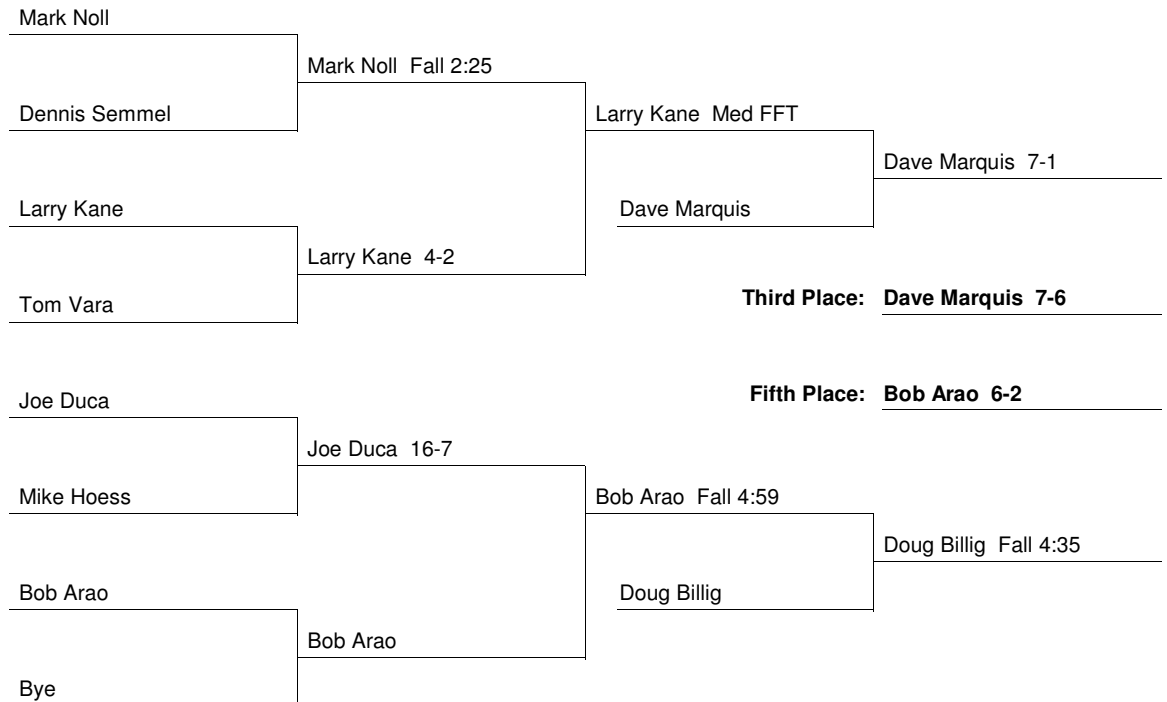 Mark Noll
Mark Noll  Fall 2:25
Dennis Semmel
Larry Kane  Med FFT
Dave Marquis  7-1
Larry Kane
Dave Marquis
Larry Kane  4-2
Tom Vara
Third Place:  Dave Marquis  7-6
Fifth Place:  Bob Arao  6-2
Joe Duca
Joe Duca  16-7
Mike Hoess
Bob Arao  Fall 4:59
Doug Billig  Fall 4:35
Bob Arao
Doug Billig
Bob Arao
Bye